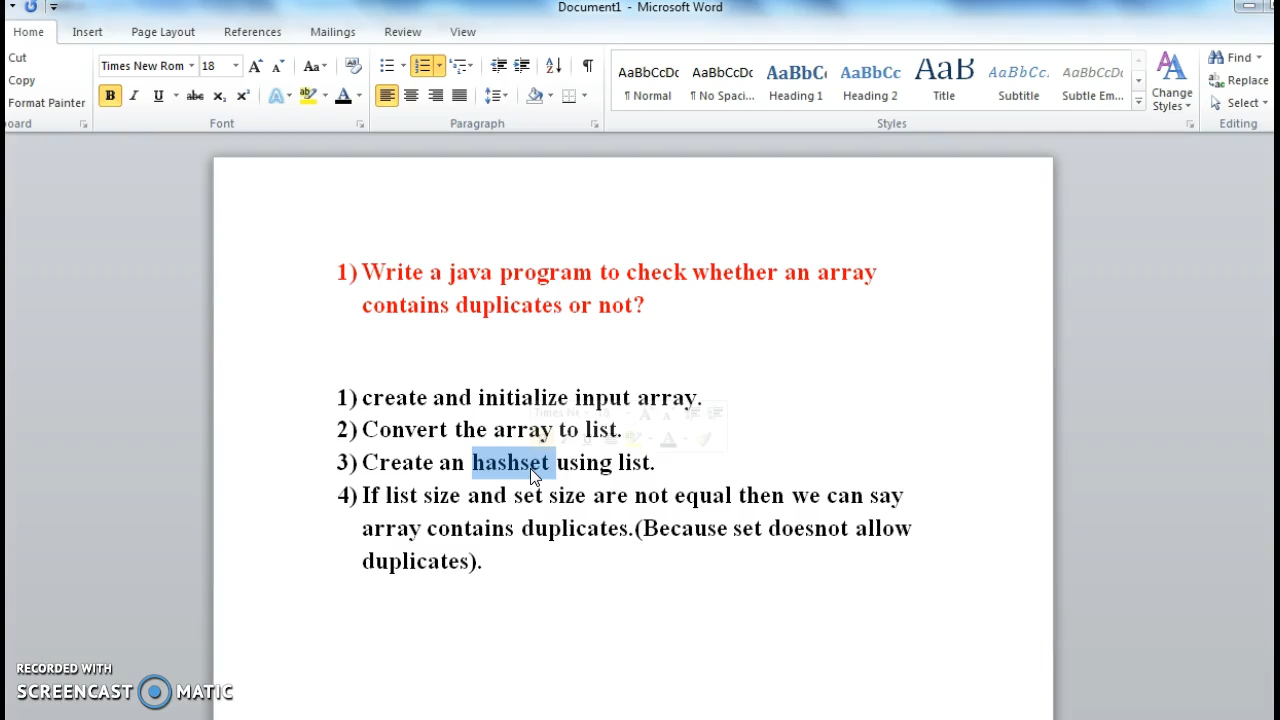 Document1 - Microsoft Word
Home Insert Page Layout References Mailings Review View
Cut
Copy
Format Painter
Times New Rom 18
AaBbCcDc AaBbCcDc AaBbC AaBbCc AaB AaBbCc. AaBbCcDc
¶ Normal ¶ No Spaci... Heading 1 Heading 2 Title Subtitle Subtle Em...
Change
Styles
Find
Replace
Select
oard Font Paragraph Styles Editing
1) Write a java program to check whether an array
contains duplicates or not?
1) create and initialize input array.
2) Convert the array to list.
3) Create an hashset using list.
4) If list size and set size are not equal then we can say
array contains duplicates.(Because set doesnot allow
duplicates).
RECORDED WITH
SCREENCAST MATIC